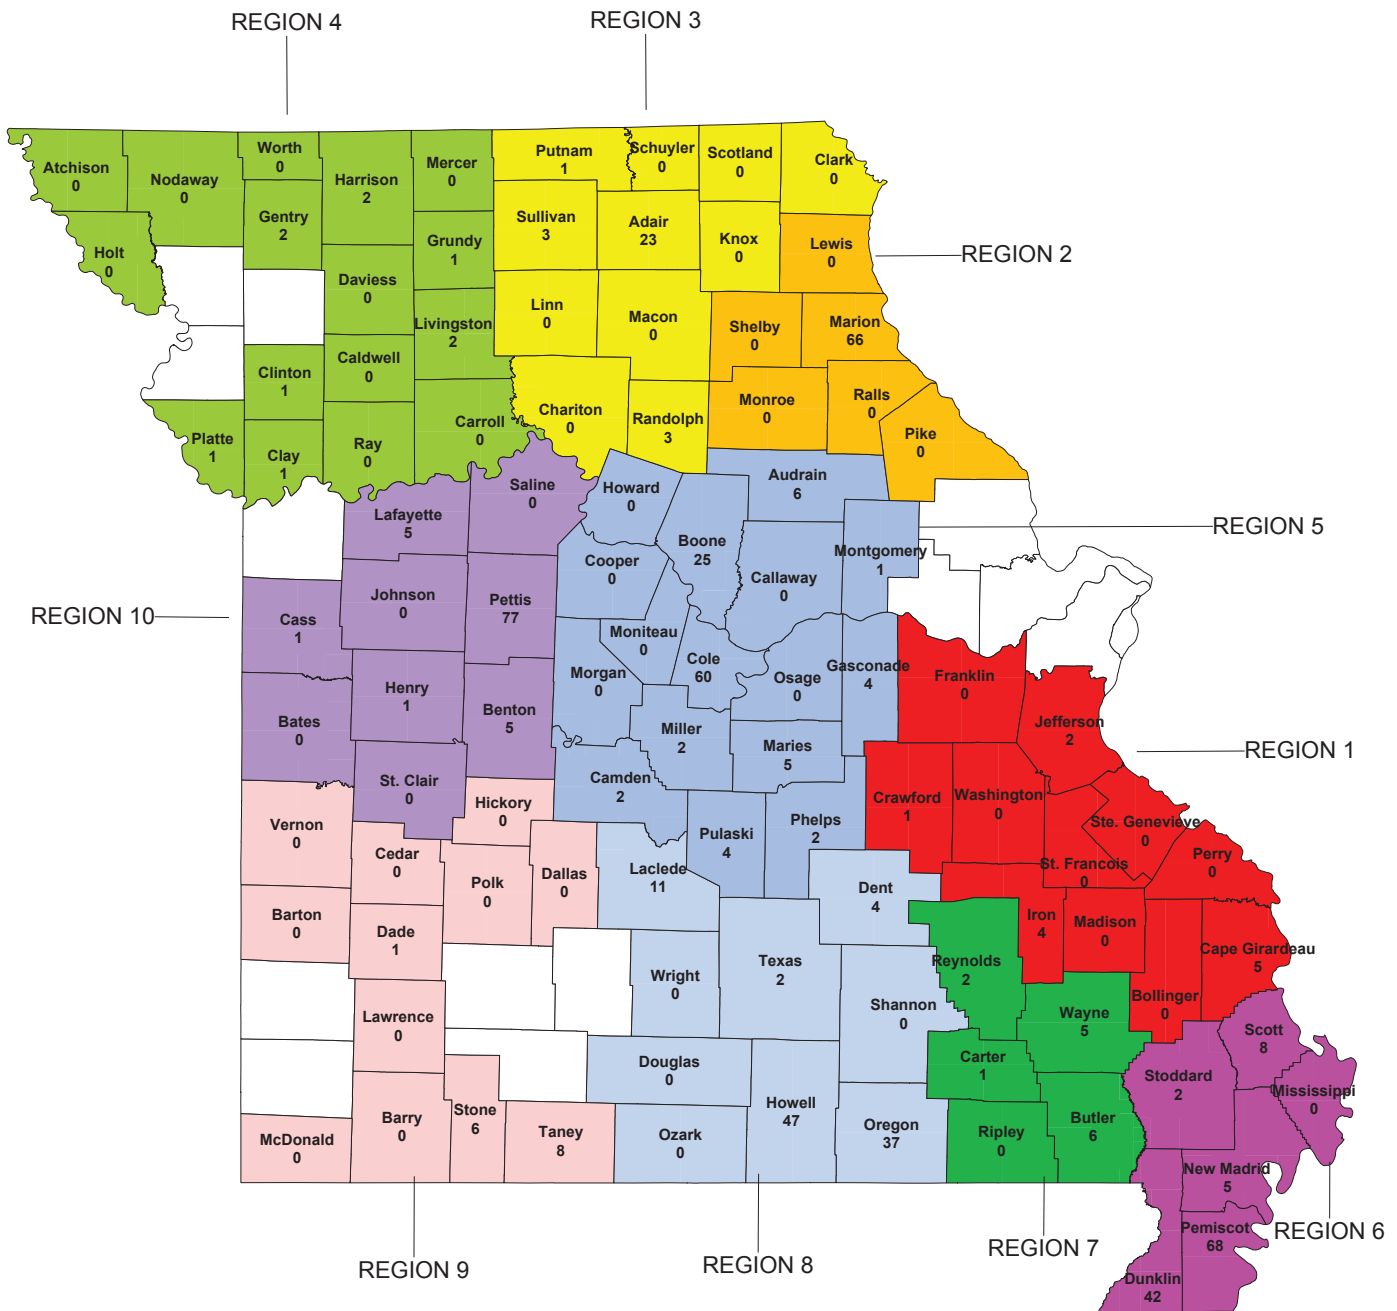 REGION 4
REGION 3
Atchison
0
Nodaway
0
Worth
0
Harrison
2
Mercer
0
Putnam
1
Schuyler
0
Scotland
0
Clark
0
Gentry
2
Grundy
1
Sullivan
3
Adair
23
Knox
0
Lewis
0
REGION 2
Holt
0
Daviess
0
Livingston
2
Linn
0
Macon
0
Shelby
0
Marion
66
Clinton
1
Caldwell
0
Carroll
0
Chariton
0
Randolph
3
Monroe
0
Ralls
0
Pike
0
Platte
1
Clay
1
Ray
0
Saline
0
Howard
0
Audrain
6
Lafayette
5
Boone
25
Montgomery
1
REGION 5
Cooper
0
Callaway
0
REGION 10
Cass
1
Johnson
0
Pettis
77
Moniteau
0
Cole
60
Osage
0
Gasconade
4
Franklin
0
Morgan
0
Henry
1
Benton
5
Bates
0
Miller
2
Maries
5
Jefferson
2
REGION 1
St. Clair
0
Camden
2
Crawford
1
Washington
0
Hickory
0
Vernon
0
Pulaski
4
Phelps
2
Ste. Genevieve
0
Cedar
0
Polk
0
Dallas
0
Laclede
11
Dent
4
St. Francois
0
Perry
0
Barton
0
Dade
1
Iron
4
Madison
0
Cape Girardeau
5
Wright
0
Texas
2
Reynolds
2
Shannon
0
Bollinger
0
Lawrence
0
Wayne
5
Scott
8
Douglas
0
Carter
1
Stoddard
2
Mississippi
0
McDonald
0
Barry
0
Stone
6
Taney
8
Ozark
0
Howell
47
Oregon
37
Ripley
0
Butler
6
New Madrid
5
Pemiscot
68
REGION 6
REGION 7
REGION 8
REGION 9
Dunklin
42